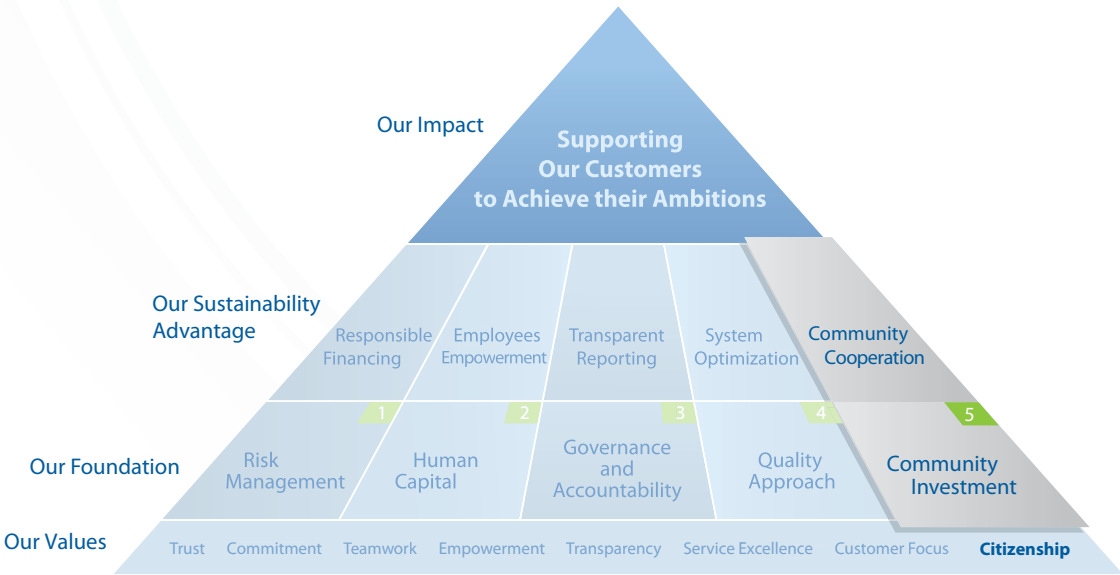 Our Impact
Supporting
Our Customers
to Achieve their Ambitions
Our Sustainability
Advantage
Responsible
Financing
Employees
Empowerment
Transparent
Reporting
System
Optimization
Community
Cooperation
1
2
3
4
5
Our Foundation
Risk
Management
Human
Capital
Governance
and
Accountability
Quality
Approach
Community
Investment
Our Values
Trust Commitment Teamwork Empowerment Transparency Service Excellence Customer Focus Citizenship